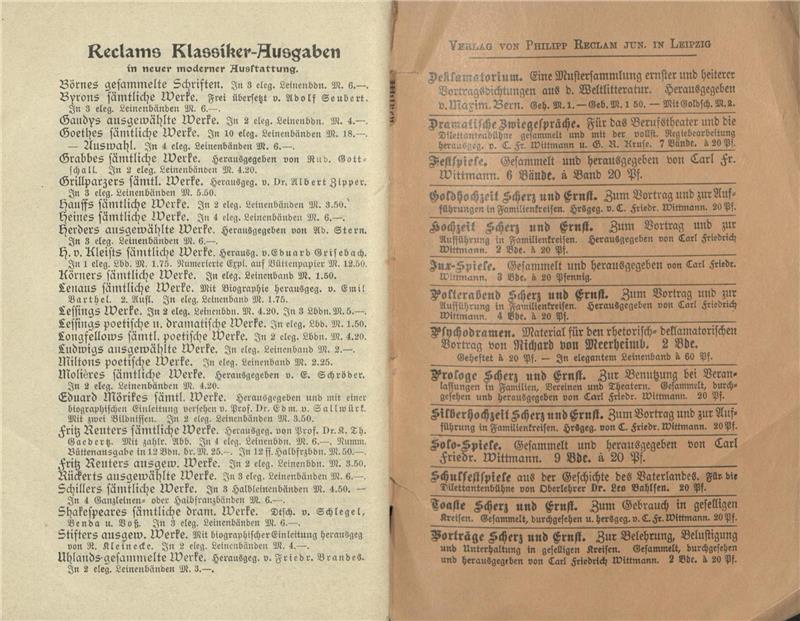 Reclams Klassiker-Ausgaben
in neuer moderner Ausstattung.
Börnes gesammelte Schriften. In 3 eleg. Leinenbdn. M. 6.—.
Byrons sämtliche Werke. Frei übersetzt v. Adolf Seubert.
In 3 eleg. Leinenbänden M. 6.—.
Gaudys ausgewählte Werke. In 2 eleg. Leinenbdn. M. 4.—.
Goethes sämtliche Werke. In 10 eleg. Leinenbdn. M. 18.—.
— Auswahl. In 4 eleg. Leinenbänden M. 6.—.
Grabbes sämtliche Werke. Herausgegeben von Rud. Gott-
schall. In 2 eleg. Leinenbänden M. 4.20.
Grillparzers sämtl. Werke. Herausgeg. v. Dr. Albert Zipper.
In 3 eleg. Leinenbänden M. 5.50.
Hauffs sämtliche Werke. In 2 eleg. Leinenbdn. M. 3.50.
Heines sämtliche Werke. In 4 eleg. Leinenbdn. M. 6.—.
Herders ausgewählte Werke. Herausgegeben von Ad. Stern.
In 3 eleg. Leinenbänden M. 6.—.
H. v. Kleists sämtliche Werke. Herausg. v. Eduard Grisebach.
In 1 eleg. Lbd. M. 1.75. Numerierte Expl. auf Büttenpapier M. 12.50.
Körners sämtliche Werke. In eleg. Leinenband M. 1.50.
Lenaus sämtliche Werke. Mit Biographie herausgeg. v. Emil
Barthel. 2. Aufl. In eleg. Leinenband M. 1.75.
Lessings Werke. In 2 eleg. Leinenbdn. M. 4.20. In 3 Lbdn. M. 5.—.
Lessings poetische u. dramatische Werke. In eleg. Lbd. M. 1.50.
Longfellows sämtl. poetische Werke. In 2 eleg. Lbdn. M. 4.20.
Ludwigs ausgewählte Werke. In eleg. Leinenband M. 2.—.
Miltons poetische Werke. In eleg. Leinenband M. 2.25.
Molières sämtliche Werke. Herausgegeben v. E. Schröder.
In 2 eleg. Leinenbänden M. 4.20.
Eduard Mörikes sämtl. Werke. Herausgegeben und mit einer
biographischen Einleitung versehen v. Prof. Dr. Edm. v. Sallwürk.
Mit zwei Bildnissen. In 2 eleg. Leinenbänden M. 3.50.
Fritz Reuters sämtliche Werke. Herausgeg. von Prof. Dr. K. Th.
Gaedertz. Mit zahlr. Abb. In 4 eleg. Leinenbdn. M. 6.—. Numm.
Büttenausgabe in 12 Bdn. br. M. 25.—. In 12 ff. Halbfrzbdn. M. 50.—.
Fritz Reuters ausgew. Werke. In 2 eleg. Leinenbdn. M. 3.50.
Rückerts ausgewählte Werke. In 3 eleg. Leinenbdn. M. 6.—.
Schillers sämtliche Werke. In 3 Halbleinenbänden M. 4.50. —
In 4 Ganzleinen- oder Halbfranzbänden M. 6.—.
Shakespeares sämtliche dram. Werke. Dtsch. v. Schlegel,
Benda u. Voß. In 3 eleg. Leinenbänden M. 6.—.
Stifters ausgew. Werke. Mit biographischer Einleitung herausgeg
von R. Kleinecke. In 2 eleg. Leinenbänden M. 4.—.
Uhlands gesammelte Werke. Herausgeg. v. Friedr. Brandes.
In 2 eleg. Leinenbänden M. 3.—.
Verlag von Philipp Reclam jun. in Leipzig
Deklamatorium. Eine Mustersammlung ernster und heiterer
Vortragsdichtungen aus d. Weltliteratur. Herausgegeben
v. Maxim. Bern. Geh. M. 1.— Geb. M. 1 50. — Mit Goldsch. M. 2.
Dramatische Zwiegespräche. Für das Berufstheater und die
Dilettantenbühne gesammelt und mit der vollst. Regiebearbeitung
herausgeg. v. C. Fr. Wittmann u. G. R. Kruse. 7 Bände. à 20 Pf.
Festspiele. Gesammelt und herausgegeben von Carl Fr.
Wittmann. 6 Bände. à Band 20 Pf.
Goldhochzeit Scherz und Ernst. Zum Vortrag und zur Auf-
führungen in Familienkreisen. Hrsgeg. v. C. Friedr. Wittmann. 20 Pf.
Hochzeit Scherz und Ernst. Zum Vortrag und zur
Aufführung in Familienkreisen. Herausgegeben von Carl Friedrich
Wittmann. 2 Bde. à 20 Pf.
Jux-Spiele. Gesammelt und herausgegeben von Carl Friedr.
Wittmann. 3 Bde. à 20 Pfennig.
Polterabend Scherz und Ernst. Zum Vortrag und zur
Aufführung in Familienkreisen. Herausgegeben von Carl Friedrich
Wittmann. 4 Bde. à 20 Pf.
Psychodramen. Material für den rhetorisch-deklamatorischen
Vortrag von Richard von Meerheimb. 2 Bde.
Geheftet à 20 Pf. — In elegantem Leinenband à 60 Pf.
Prologe Scherz und Ernst. Zur Benutzung bei Veran-
lassungen in Familien, Vereinen und Theatern. Gesammelt, durch-
gesehen und herausgegeben von Carl F. Wittmann. 20 Pf.
Silberhochzeit Scherz und Ernst. Zum Vortrag und zur Auf-
führung in Familienkreisen. Hrsgeg. von C. Friedr. Wittmann. 20 Pf.
Solo-Spiele. Gesammelt und herausgegeben von Carl
Friedr. Wittmann. 9 Bde. à 20 Pf.
Schulfestspiele aus der Geschichte des Vaterlandes. Für die
Dilettantenbühne von Oberlehrer Dr. Leo Bahlsen. 20 Pf.
Toaste Scherz und Ernst. Zum Gebrauch in geselligen
Kreisen. Gesammelt, durchgesehen u. hersgeg. v. C. Fr. Wittmann. 20 Pf.
Vorträge Scherz und Ernst. Zur Belehrung, Belustigung
und Unterhaltung in geselligen Kreisen. Gesammelt, durchgesehen
und herausgegeben von Carl Friedrich Wittmann. 2 Bde. à 20 Pf.